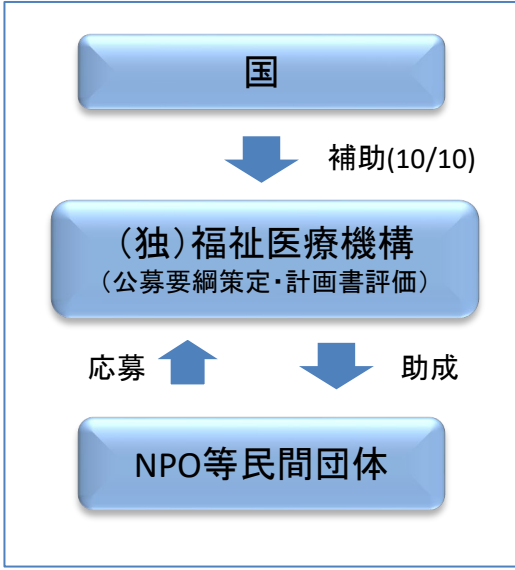 国
補助(10/10)
（独）福祉医療機構
（公募要綱策定・計画書評価）
応募
助成
NPO等民間団体